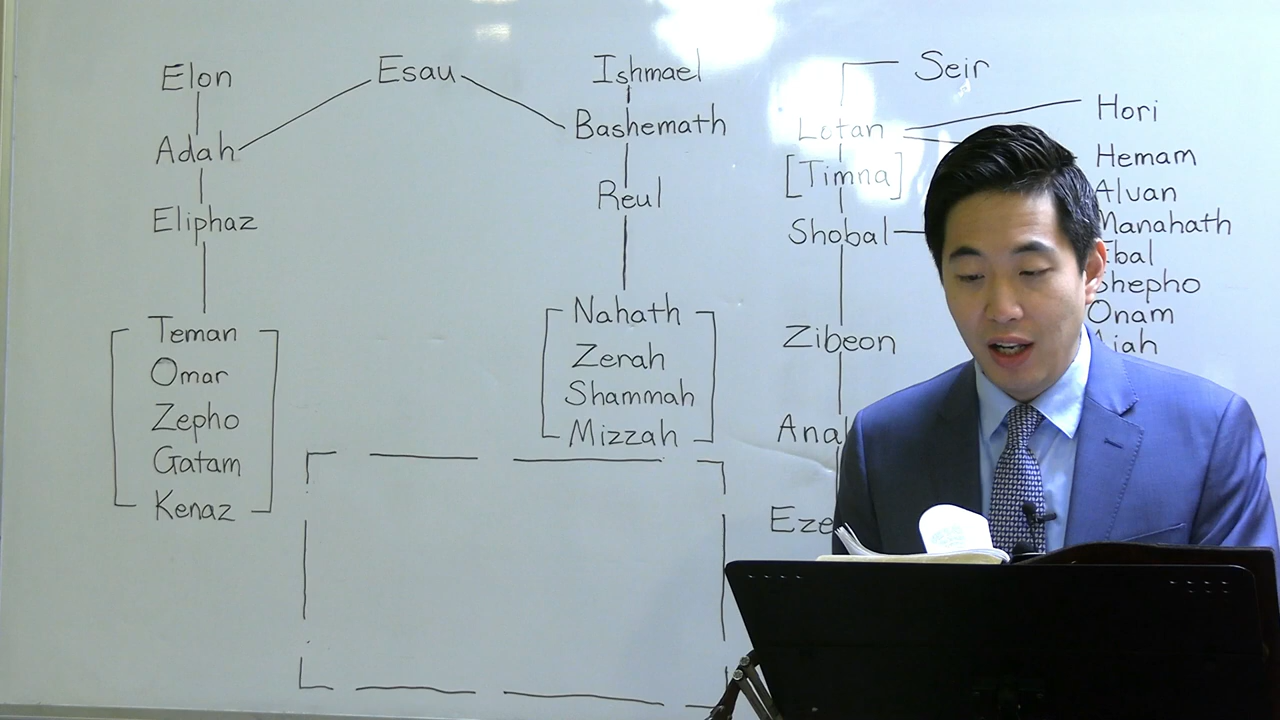 Elon
Adah
Eliphaz
Teman
Omar
Zepho
Gatam
Kenaz
Esau
Ishmael
Bashemath
Reul
Nahath
Zerah
Shammah
Mizzah
Seir
Lotan
[Timna]
Shobal
Zibeon
Hori
Hemam
Alvan
Manahath
Ebal
Shepho
Onam